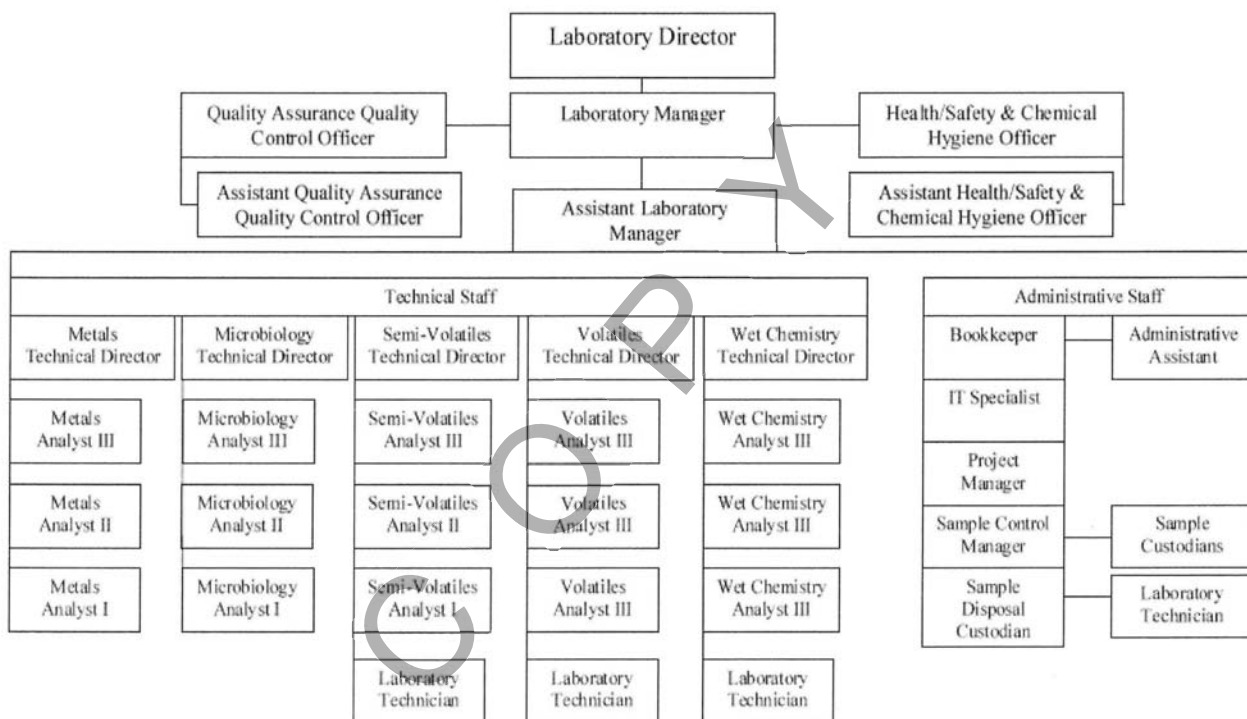 Laboratory Director
Quality Assurance Quality
Control Officer
Laboratory Manager
Health/Safety & Chemical
Hygiene Officer
Assistant Quality Assurance
Quality Control Officer
Assistant Laboratory
Manager
Assistant Health/Safety &
Chemical Hygiene Officer
Technical Staff
Metals
Technical Director
Metals
Analyst III
Metals
Analyst II
Metals
Analyst I
Microbiology
Technical Director
Microbiology
Analyst III
Microbiology
Analyst II
Microbiology
Analyst I
Semi-Volatiles
Technical Director
Semi-Volatiles
Analyst III
Semi-Volatiles
Analyst II
Semi-Volatiles
Analyst I
Laboratory
Technician
Volatiles
Technical Director
Volatiles
Analyst III
Volatiles
Analyst III
Volatiles
Analyst III
Laboratory
Technician
Wet Chemistry
Technical Director
Wet Chemistry
Analyst III
Wet Chemistry
Analyst III
Wet Chemistry
Analyst III
Laboratory
Technician
Administrative Staff
Bookkeeper
Administrative
Assistant
IT Specialist
Project
Manager
Sample Control
Manager
Sample
Custodians
Sample
Disposal
Custodian
Laboratory
Technician
COPY